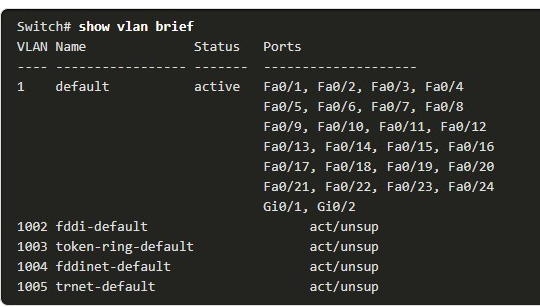 Switch# show vlan brief
VLAN Name Status Ports
---- ----------------- ------- --------------------
1 default active Fa0/1, Fa0/2, Fa0/3, Fa0/4
Fa0/5, Fa0/6, Fa0/7, Fa0/8
Fa0/9, Fa0/10, Fa0/11, Fa0/12
Fa0/13, Fa0/14, Fa0/15, Fa0/16
Fa0/17, Fa0/18, Fa0/19, Fa0/20
Fa0/21, Fa0/22, Fa0/23, Fa0/24
Gi0/1, Gi0/2
1002 fddi-default act/unsup
1003 token-ring-default act/unsup
1004 fddinet-default act/unsup
1005 trnet-default act/unsup